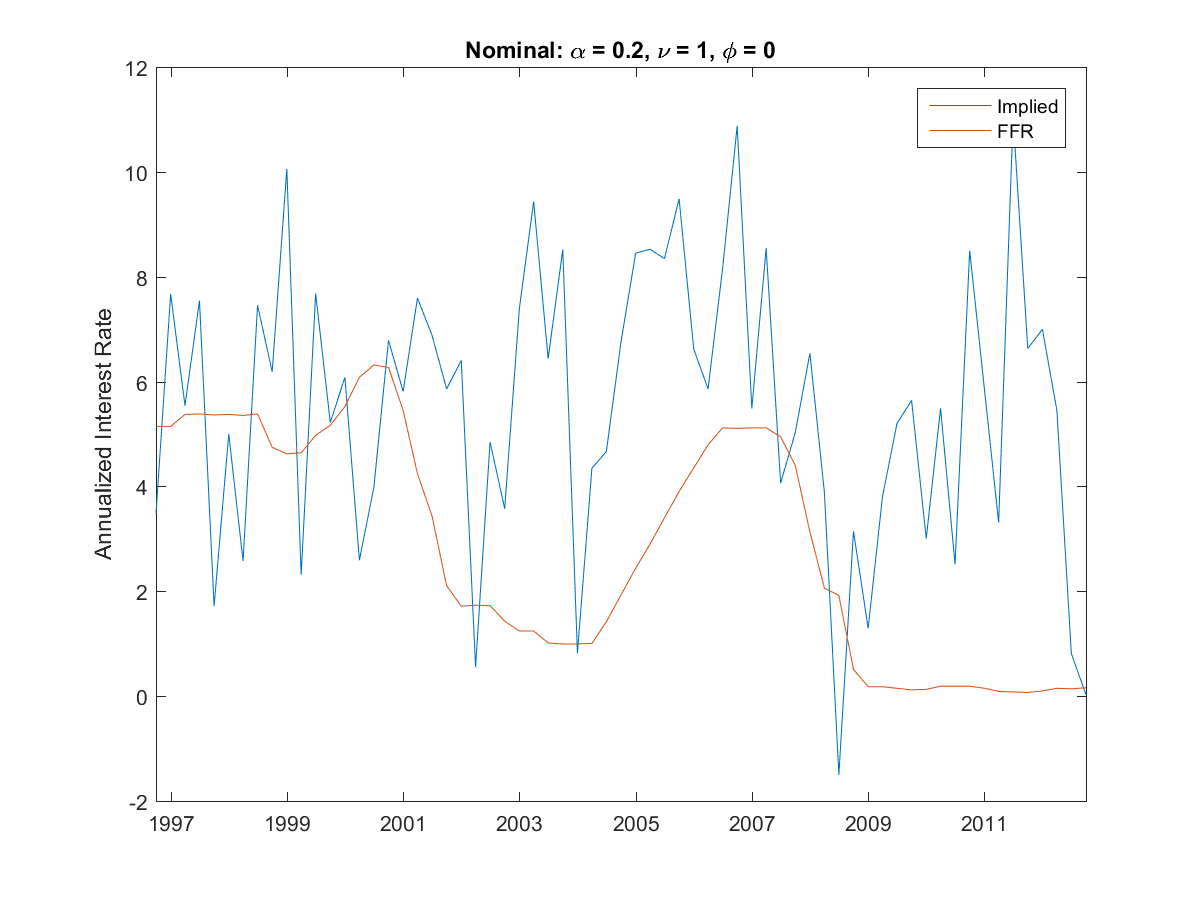 Nominal: α = 0.2, ν = 1, ϕ = 0
Implied
FFR
Annualized Interest Rate
12
10
8
6
4
2
0
-2
1997 1999 2001 2003 2005 2007 2009 2011